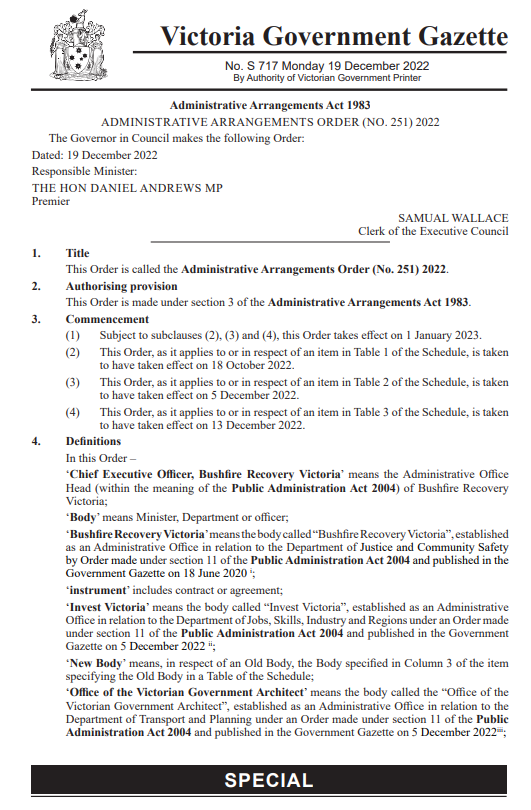 Victoria Government Gazette
No. S 717 Monday 19 December 2022
By Authority of Victorian Government Printer
Administrative Arrangements Act 1983
ADMINISTRATIVE ARRANGEMENTS ORDER (NO. 251) 2022
The Governor in Council makes the following Order:
Dated: 19 December 2022
Responsible Minister:
THE HON DANIEL ANDREWS MP
Premier
SAMUAL WALLACE
Clerk of the Executive Council
1. Title
This Order is called the Administrative Arrangements Order (No. 251) 2022.
2. Authorising provision
This Order is made under section 3 of the Administrative Arrangements Act 1983.
3. Commencement
(1) Subject to subclauses (2), (3) and (4), this Order takes effect on 1 January 2023.
(2) This Order, as it applies to or in respect of an item in Table 1 of the Schedule, is taken
to have taken effect on 18 October 2022.
(3) This Order, as it applies to or in respect of an item in Table 2 of the Schedule, is taken
to have taken effect on 5 December 2022.
(4) This Order, as it applies to or in respect of an item in Table 3 of the Schedule, is taken
to have taken effect on 13 December 2022.
4. Definitions
In this Order –
‘Chief Executive Officer, Bushfire Recovery Victoria’ means the Administrative Office
Head (within the meaning of the Public Administration Act 2004) of Bushfire Recovery
Victoria;
‘Body’ means Minister, Department or officer;
‘Bushfire Recovery Victoria’ means the body called “Bushfire Recovery Victoria”, established
as an Administrative Office in relation to the Department of Justice and Community Safety
by Order made under section 11 of the Public Administration Act 2004 and published in the
Government Gazette on 18 June 2020 i;
‘instrument’ includes contract or agreement;
‘Invest Victoria’ means the body called “Invest Victoria”, established as an Administrative
Office in relation to the Department of Jobs, Skills, Industry and Regions under an Order made
under section 11 of the Public Administration Act 2004 and published in the Government
Gazette on 5 December 2022 ii;
‘New Body’ means, in respect of an Old Body, the Body specified in Column 3 of the item
specifying the Old Body in a Table of the Schedule;
‘Office of the Victorian Government Architect’ means the body called the “Office of the
Victorian Government Architect”, established as an Administrative Office in relation to the
Department of Transport and Planning under an Order made under section 11 of the Public
Administration Act 2004 and published in the Government Gazette on 5 December 2022iii;
SPECIAL